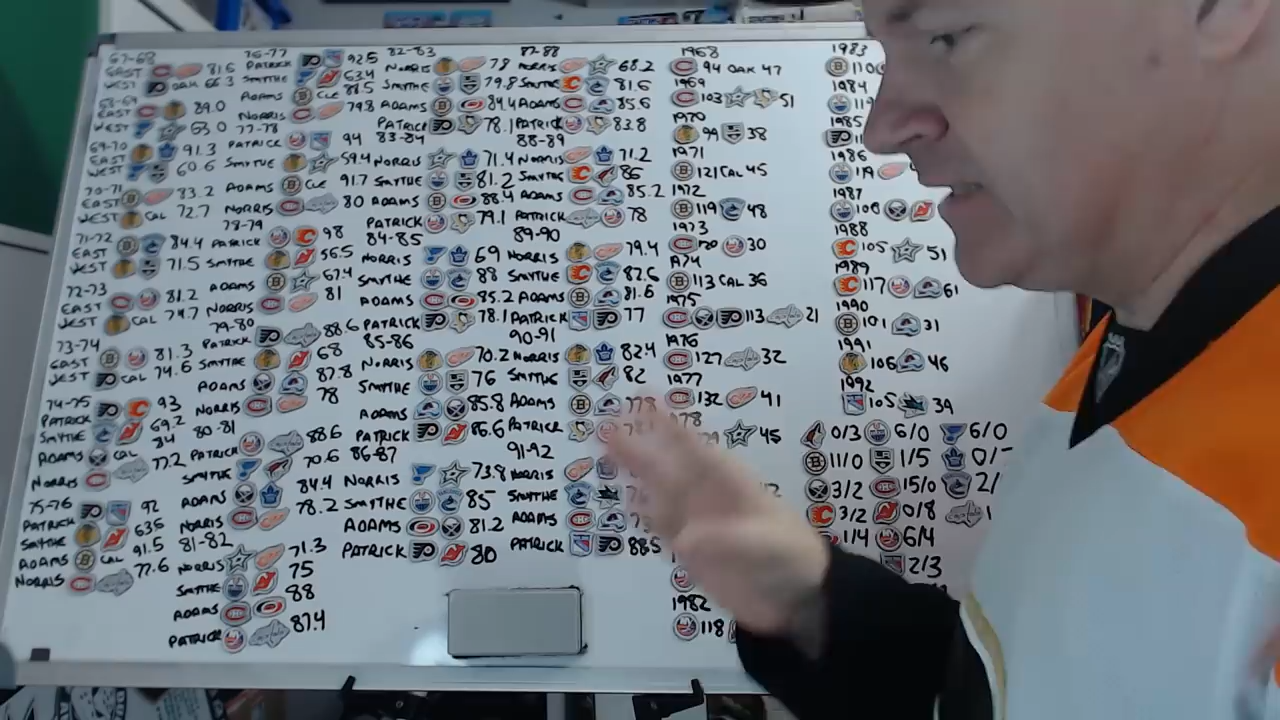 67-68
EAST 81.6
WEST OAK 66.3
68-69
EAST 89.0
WEST 63.0
69-70
EAST 91.3
WEST 60.6
70-71
EAST 83.2
WEST CAL 72.7
71-72
EAST 84.4
WEST 71.5
72-73
EAST 81.2
WEST CAL 74.7
73-74
EAST 81.3
WEST CAL 74.6
74-75
PATRICK 93
SMYTHE 69.2
ADAMS CAL 84
NORRIS 77.2
75-76
PATRICK 92
SMYTHE 63.5
ADAMS CAL 91.5
NORRIS 77.6
76-77
PATRICK 92.5
SMYTHE 63.4
ADAMS CLE
NORRIS 79.8
77-78
PATRICK 94
SMYTHE 59.4
ADAMS CLE 91.7
NORRIS 80
78-79
PATRICK 98
SMYTHE 56.5
ADAMS 67.4
NORRIS 81
79-80
PATRICK 88.6
SMYTHE 68
ADAMS 87.8
NORRIS 78
80-81
PATRICK 88.6
SMYTHE 70.6
ADAMS 84.4
NORRIS 78.2
81-82
NORRIS 71.3
SMYTHE 75
ADAMS 88
PATRICK 87.4
82-83
NORRIS 78
SMYTHE 79.8
ADAMS 84.4
PATRICK 78.1
83-84
NORRIS 71.4
SMYTHE 81.2
ADAMS 88.4
PATRICK 79.1
84-85
NORRIS 69
SMYTHE 88
ADAMS 85.2
PATRICK 78.1
85-86
NORRIS 70.2
SMYTHE 76
ADAMS 85.8
PATRICK 86.6
86-87
NORRIS 73.8
SMYTHE 85
ADAMS 81.2
PATRICK 80
87-88
NORRIS 68.2
SMYTHE 81.6
ADAMS 85.6
PATRICK 83.8
88-89
NORRIS 71.2
SMYTHE 86
ADAMS 85.2
PATRICK 78
89-90
NORRIS 79.4
SMYTHE 82.6
ADAMS 81.6
PATRICK 77
90-91
NORRIS 82.4
SMYTHE 82
ADAMS
PATRICK
91-92
NORRIS
SMYTHE
ADAMS
PATRICK 88.5
1968
94 OAK 47
1969
103 51
1970
99 38
1971
121 CAL 45
1972
119 48
1973
120 30
1974
113 CAL 36
1975
113 21
1976
127 32
1977
132 41
45
1982
118
1983
110
1984
1985
1986
119
1987
106
1988
105 51
1989
117 61
1990
101 31
1991
106 46
1992
105 39
0/3 6/0 6/0
11/0 1/5
3/2 15/0
3/2 0/8
1/4 6/4
2/3